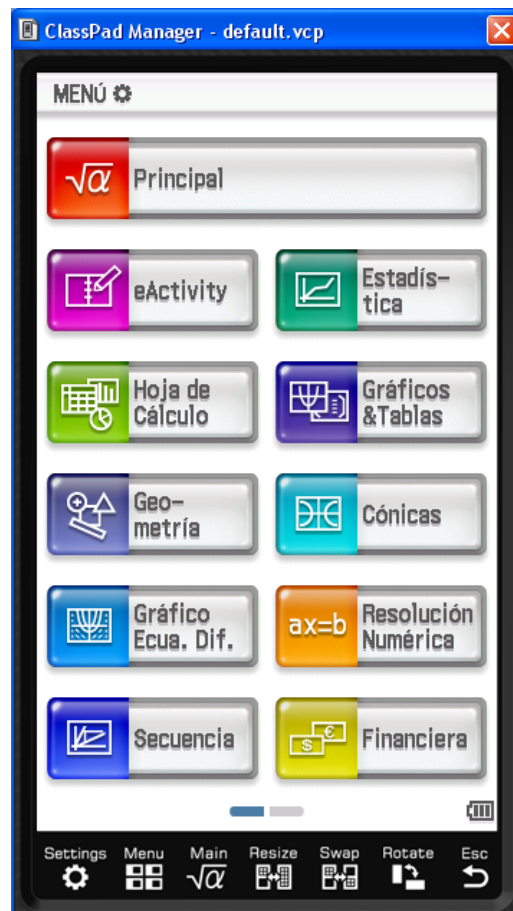 ClassPad Manager - default.vcp
MENÚ
√α Principal
eActivity
Estadís-
tica
Hoja de
Cálculo
Gráficos
&Tablas
Geo-
metría
Cónicas
Gráfico
Ecua. Dif.
ax=b
Resolución
Numérica
Secuencia
$ €
Financiera
Settings Menu Main Resize Swap Rotate Esc
√α